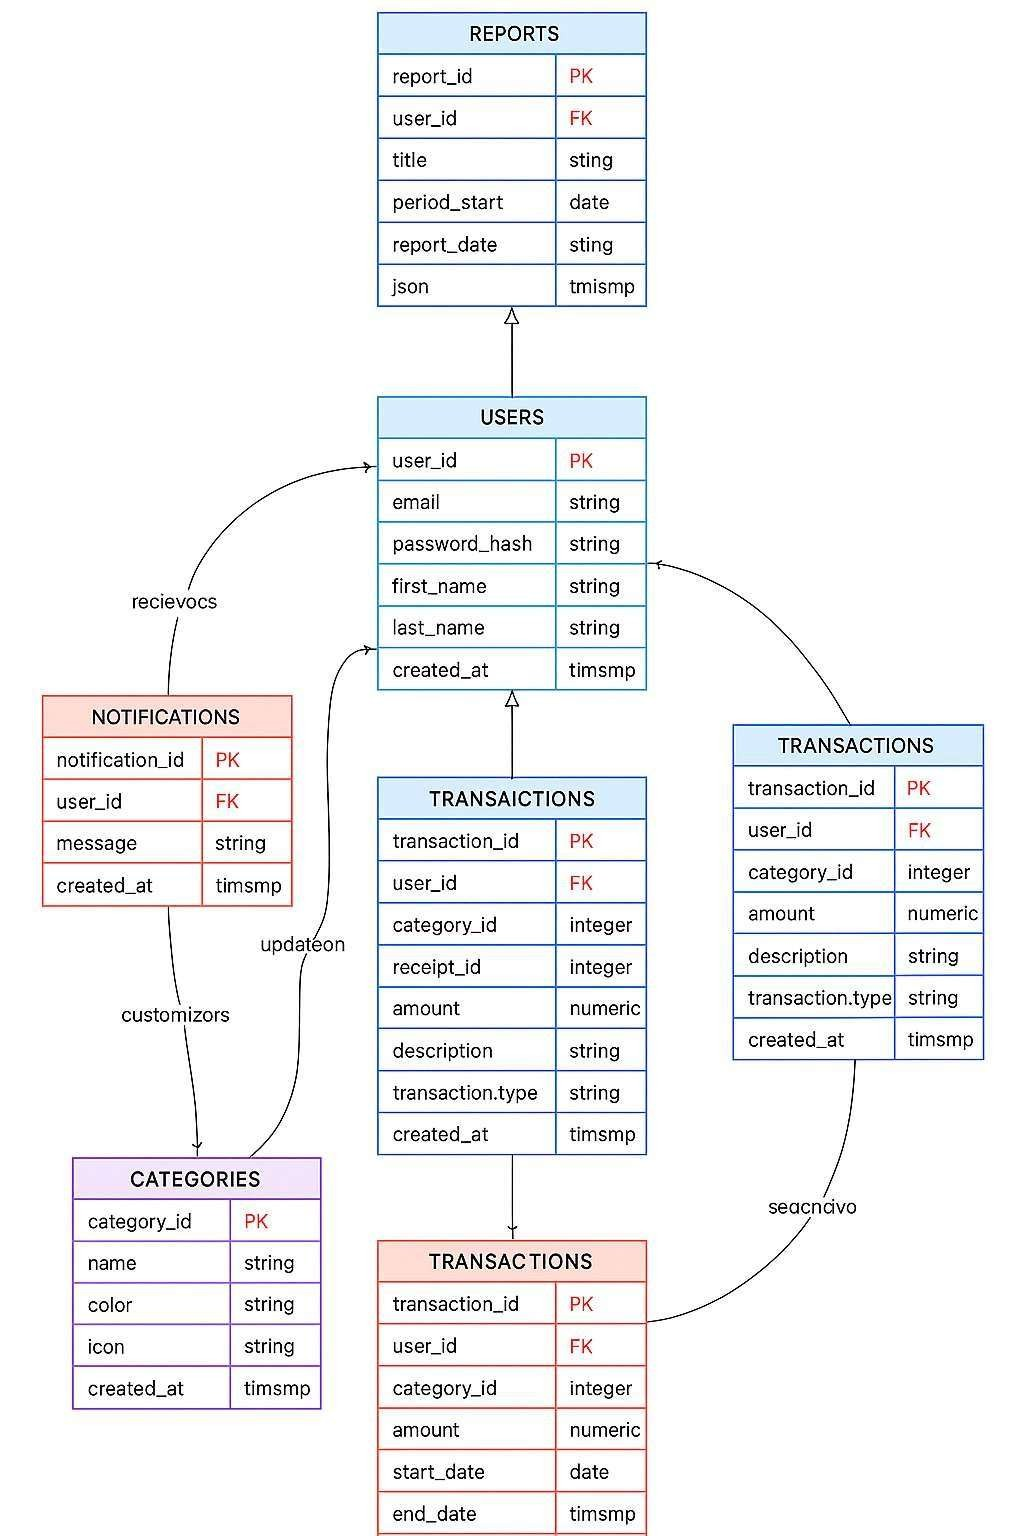 REPORTS
report_id PK
user_id FK
title sting
period_start date
report_date sting
json tmismp
USERS
user_id PK
email string
password_hash string
first_name string
last_name string
created_at timsmp
recievocs
NOTIFICATIONS
notification_id PK
user_id FK
message string
created_at timsmp
updateon
customizors
CATEGORIES
category_id PK
name string
color string
icon string
created_at timsmp
TRANSAICTIONS
transaction_id PK
user_id FK
category_id integer
receipt_id integer
amount numeric
description string
transaction.type string
created_at timsmp
TRANSACTIONS
transaction_id PK
user_id FK
category_id integer
amount numeric
description string
transaction.type string
created_at timsmp
seacndivo
TRANSACTIONS
transaction_id PK
user_id FK
category_id integer
amount numeric
start_date date
end_date timsmp